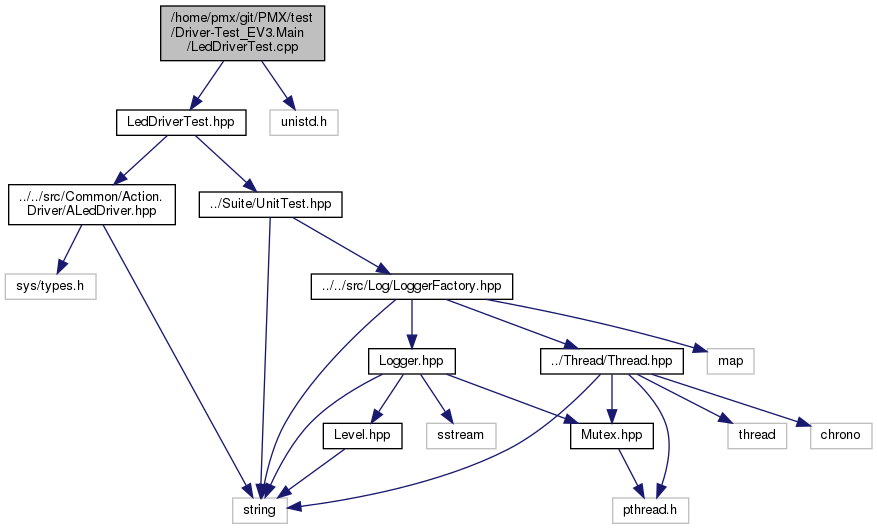 /home/pmx/git/PMX/test
/Driver-Test_EV3.Main
/LedDriverTest.cpp
LedDriverTest.hpp
unistd.h
../../src/Common/Action.
Driver/ALedDriver.hpp
../Suite/UnitTest.hpp
sys/types.h
../../src/Log/LoggerFactory.hpp
Logger.hpp
../Thread/Thread.hpp
map
Level.hpp
sstream
Mutex.hpp
thread
chrono
string
pthread.h